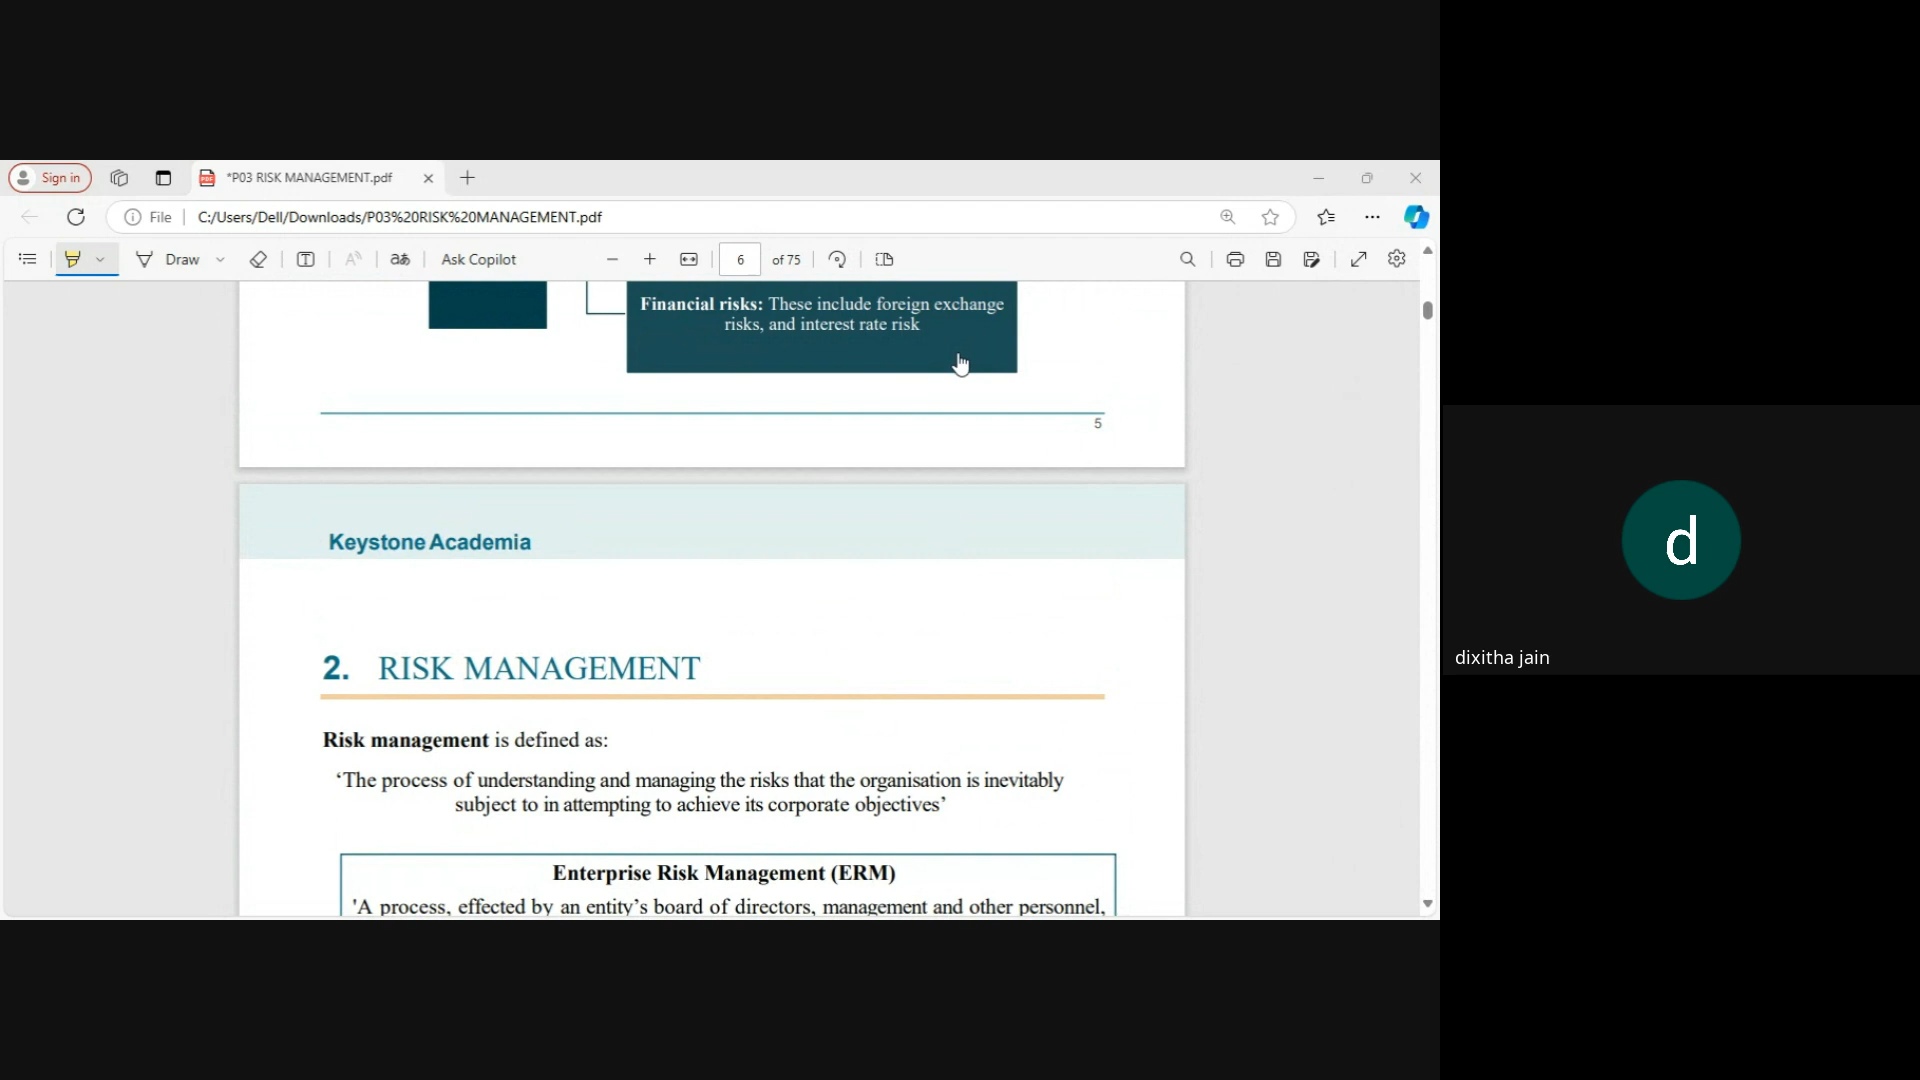 Sign in
*P03 RISK MANAGEMENT.pdf
File
C:/Users/Dell/Downloads/P03%20RISK%20MANAGEMENT.pdf
Draw
aあ
Ask Copilot
6
of 75
Financial risks: These include foreign exchange
risks, and interest rate risk
5
Keystone Academia
2. RISK MANAGEMENT
Risk management is defined as:
‘The process of understanding and managing the risks that the organisation is inevitably
subject to in attempting to achieve its corporate objectives’
Enterprise Risk Management (ERM)
'A process, effected by an entity’s board of directors, management and other personnel,
d
dixitha jain